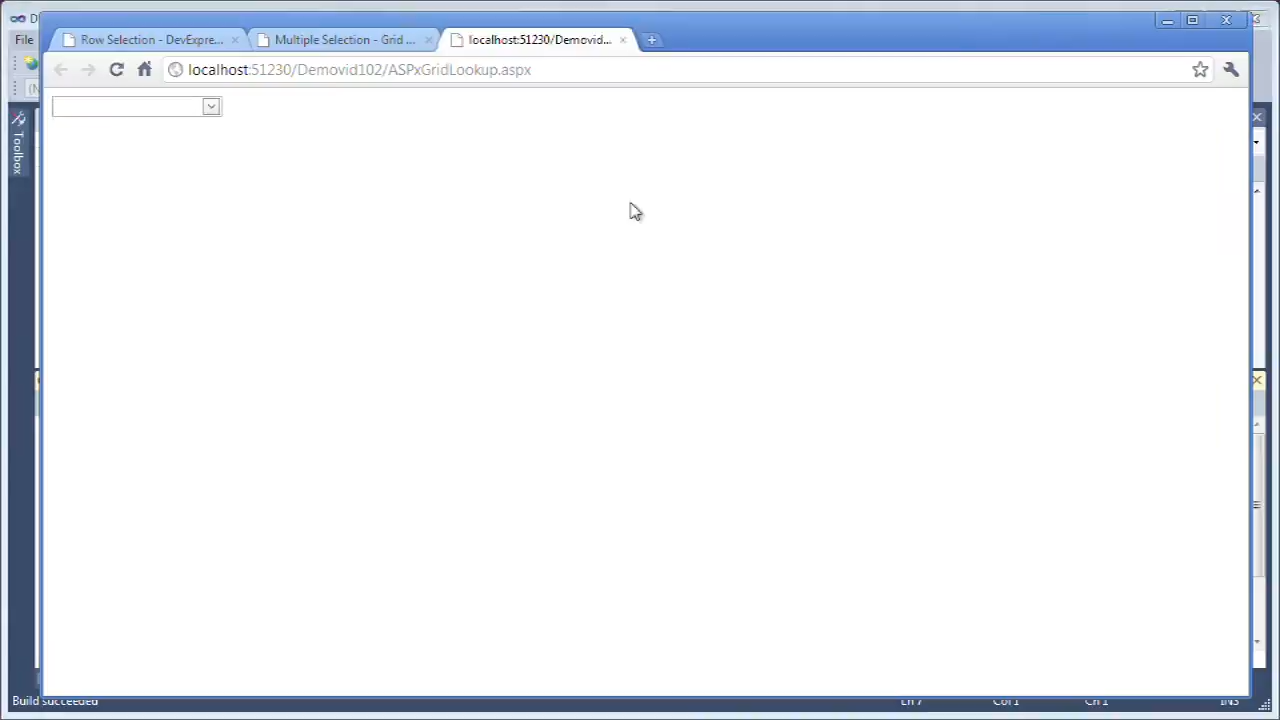 File
Row Selection - DevExpre...
Multiple Selection - Grid ...
localhost:51230/Demovid...
localhost:51230/Demovid102/ASPxGridLookup.aspx
Toolbox
Build succeeded
Ln 7
Col 1
Ch 1
INS